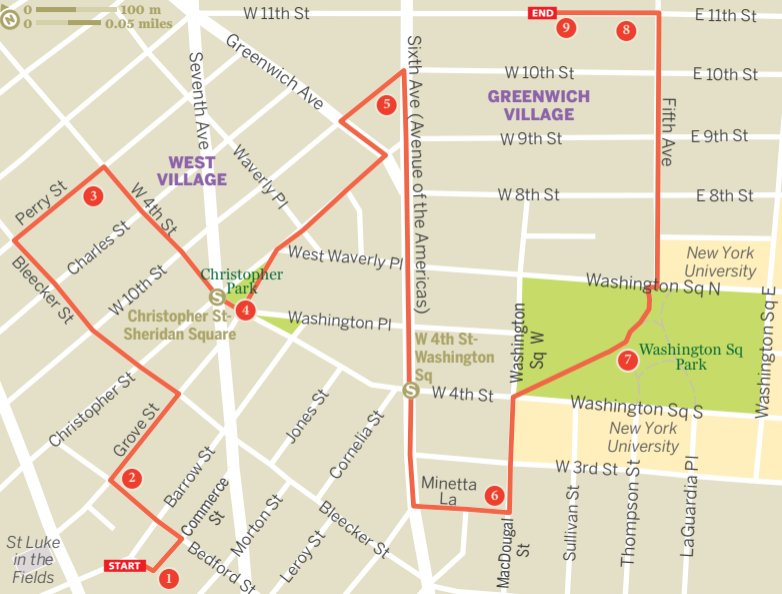 0 100 m
0 0.05 miles
N
W 11th St
END
E 11th St
9
8
Greenwich Ave
Seventh Ave
Sixth Ave (Avenue of the Americas)
W 10th St
E 10th St
GREENWICH
VILLAGE
5
Fifth Ave
W 9th St
E 9th St
WEST
VILLAGE
Waverly Pl
Perry St
3
W 4th St
W 8th St
E 8th St
Charles St
Bleecker St
W 10th St
West Waverly Pl
New York
University
Christopher
Park
Washington Sq N
S
4
Christopher St-
Sheridan Square
Washington Pl
Washington
Sq W
Washington Sq E
W 4th St-
Washington
Sq
7
Washington Sq
Park
S
W 4th St
Washington Sq S
Christopher St
Grove St
Jones St
Cornelia St
New York
University
Barrow St
2
W 3rd St
Minetta
La
6
Commerce
St
Morton St
Bleecker St
Leroy St
MacDougal
St
Sullivan St
Thompson St
LaGuardia Pl
St Luke
in the
Fields
START
1
Bedford St